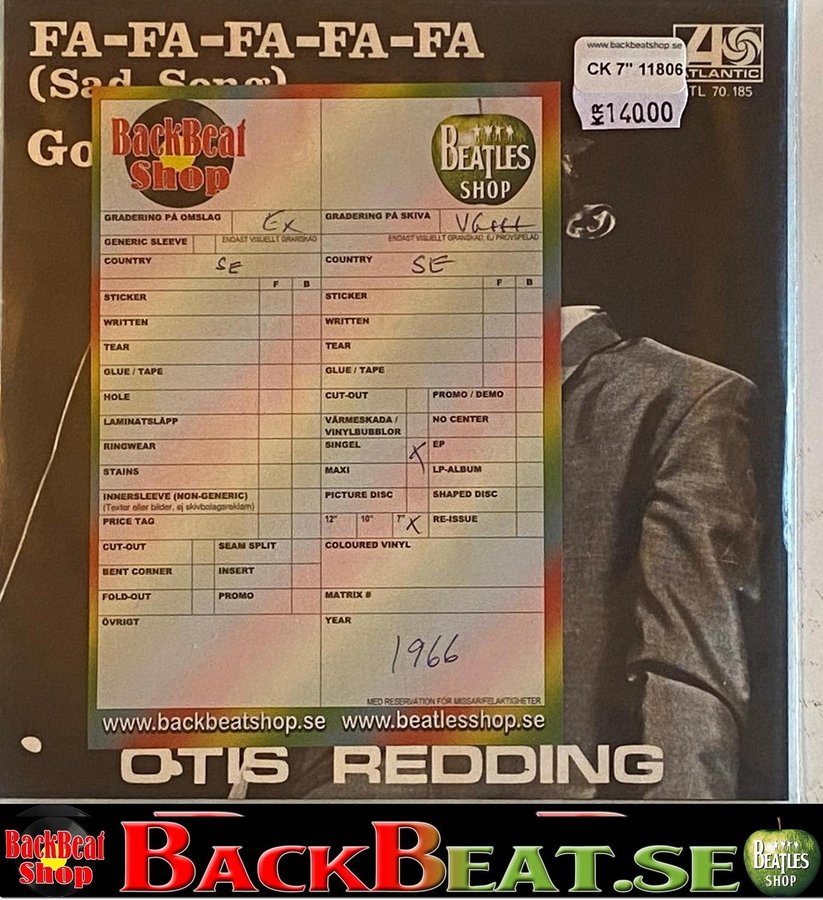 FA-FA-FA-FA-FA
(Sad Song)
Go
www.backbeatshop.se
CK 7" 11806
KR 14000
ATLANTIC
TL 70.185
BackBeat
Shop
BEATLES
SHOP
GRADERING PÅ OMSLAG Ex
GRADERING PÅ SKIVA VG+++
GENERIC SLEEVE
ENDAST VISUELLT GRANSKAD
ENDAST VISUELLT GRANSKAD, EJ PROVSPELAD
COUNTRY SE
COUNTRY SE
F B
F B
STICKER
STICKER
WRITTEN
WRITTEN
TEAR
TEAR
GLUE / TAPE
GLUE / TAPE
HOLE
CUT-OUT
PROMO / DEMO
LAMINATSLÄPP
VÄRMESKADA /
VINYLBUBBLOR
NO CENTER
RINGWEAR
SINGEL X
EP
STAINS
MAXI
LP-ALBUM
INNERSLEEVE (NON-GENERIC)
(Texter eller bilder, ej skivbolagsreklam)
PICTURE DISC
SHAPED DISC
PRICE TAG
12" 10" 7" X
RE-ISSUE
CUT-OUT
SEAM SPLIT
COLOURED VINYL
BENT CORNER
INSERT
FOLD-OUT
PROMO
MATRIX #
ÖVRIGT
YEAR
1966
MED RESERVATION FÖR MISSAR/FELAKTIGHETER
www.backbeatshop.se www.beatlesshop.se
OTIS REDDING
BackBeat
Shop
BACKBEAT.SE
BEATLES
SHOP